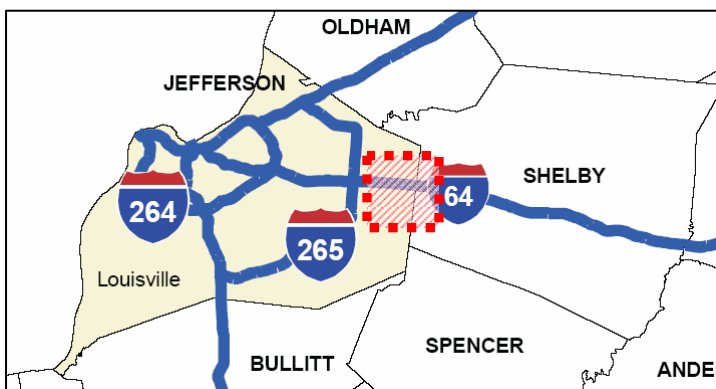 OLDHAM
JEFFERSON
SHELBY
64
264
265
Louisville
SPENCER
BULLITT
ANDE